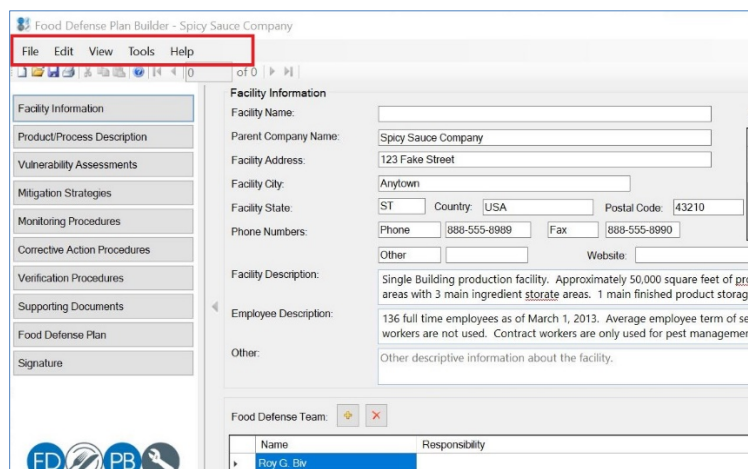 Food Defense Plan Builder - Spicy Sauce Company
File Edit View Tools Help
0 of 0
Facility Information
Product/Process Description
Vulnerability Assessments
Mitigation Strategies
Monitoring Procedures
Corrective Action Procedures
Verification Procedures
Supporting Documents
Food Defense Plan
Signature
FD PB
Facility Information
Facility Name:
Parent Company Name: Spicy Sauce Company
Facility Address: 123 Fake Street
Facility City: Anytown
Facility State: ST Country: USA Postal Code: 43210
Phone Numbers: Phone 888-555-8989 Fax 888-555-8990
Other Website:
Facility Description: Single Building production facility. Approximately 50,000 square feet of
areas with 3 main ingredient storate areas. 1 main finished product
Employee Description: 136 full time employees as of March 1, 2013. Average employee term of
workers are not used. Contract workers are only used for pest
Other: Other descriptive information about the facility.
Food Defense Team:
Name Responsibility
Roy G. Biv